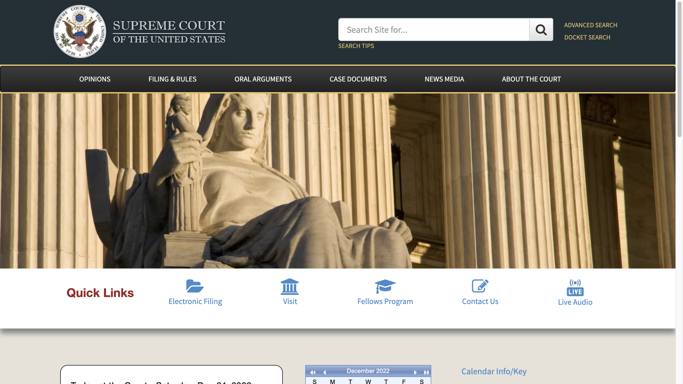 SUPREME COURT
OF THE UNITED STATES
Search Site for...
SEARCH TIPS
ADVANCED SEARCH
DOCKET SEARCH
OPINIONS FILING & RULES ORAL ARGUMENTS CASE DOCUMENTS NEWS MEDIA ABOUT THE COURT
Quick Links
Electronic Filing
Visit
Fellows Program
Contact Us
LIVE
Live Audio
December 2022
S M T W T F S
Calendar Info/Key